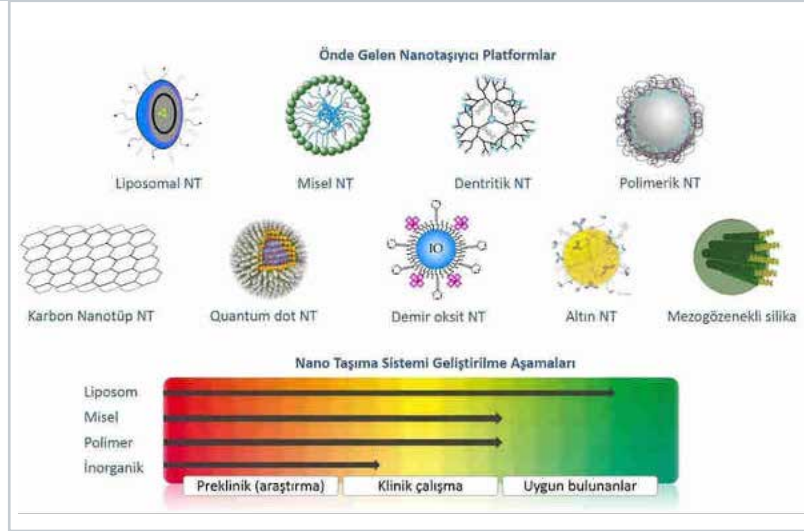 Önde Gelen Nanotaşıyıcı Platformlar
Liposomal NT
Misel NT
Dentritik NT
Polimerik NT
IO
Karbon Nanotüp NT
Quantum dot NT
Demir oksit NT
Altın NT
Mezogözenekli silika
Nano Taşıma Sistemi Geliştirilme Aşamaları
Liposom
Misel
Polimer
İnorganik
Preklinik (araştırma)
Klinik çalışma
Uygun bulunanlar